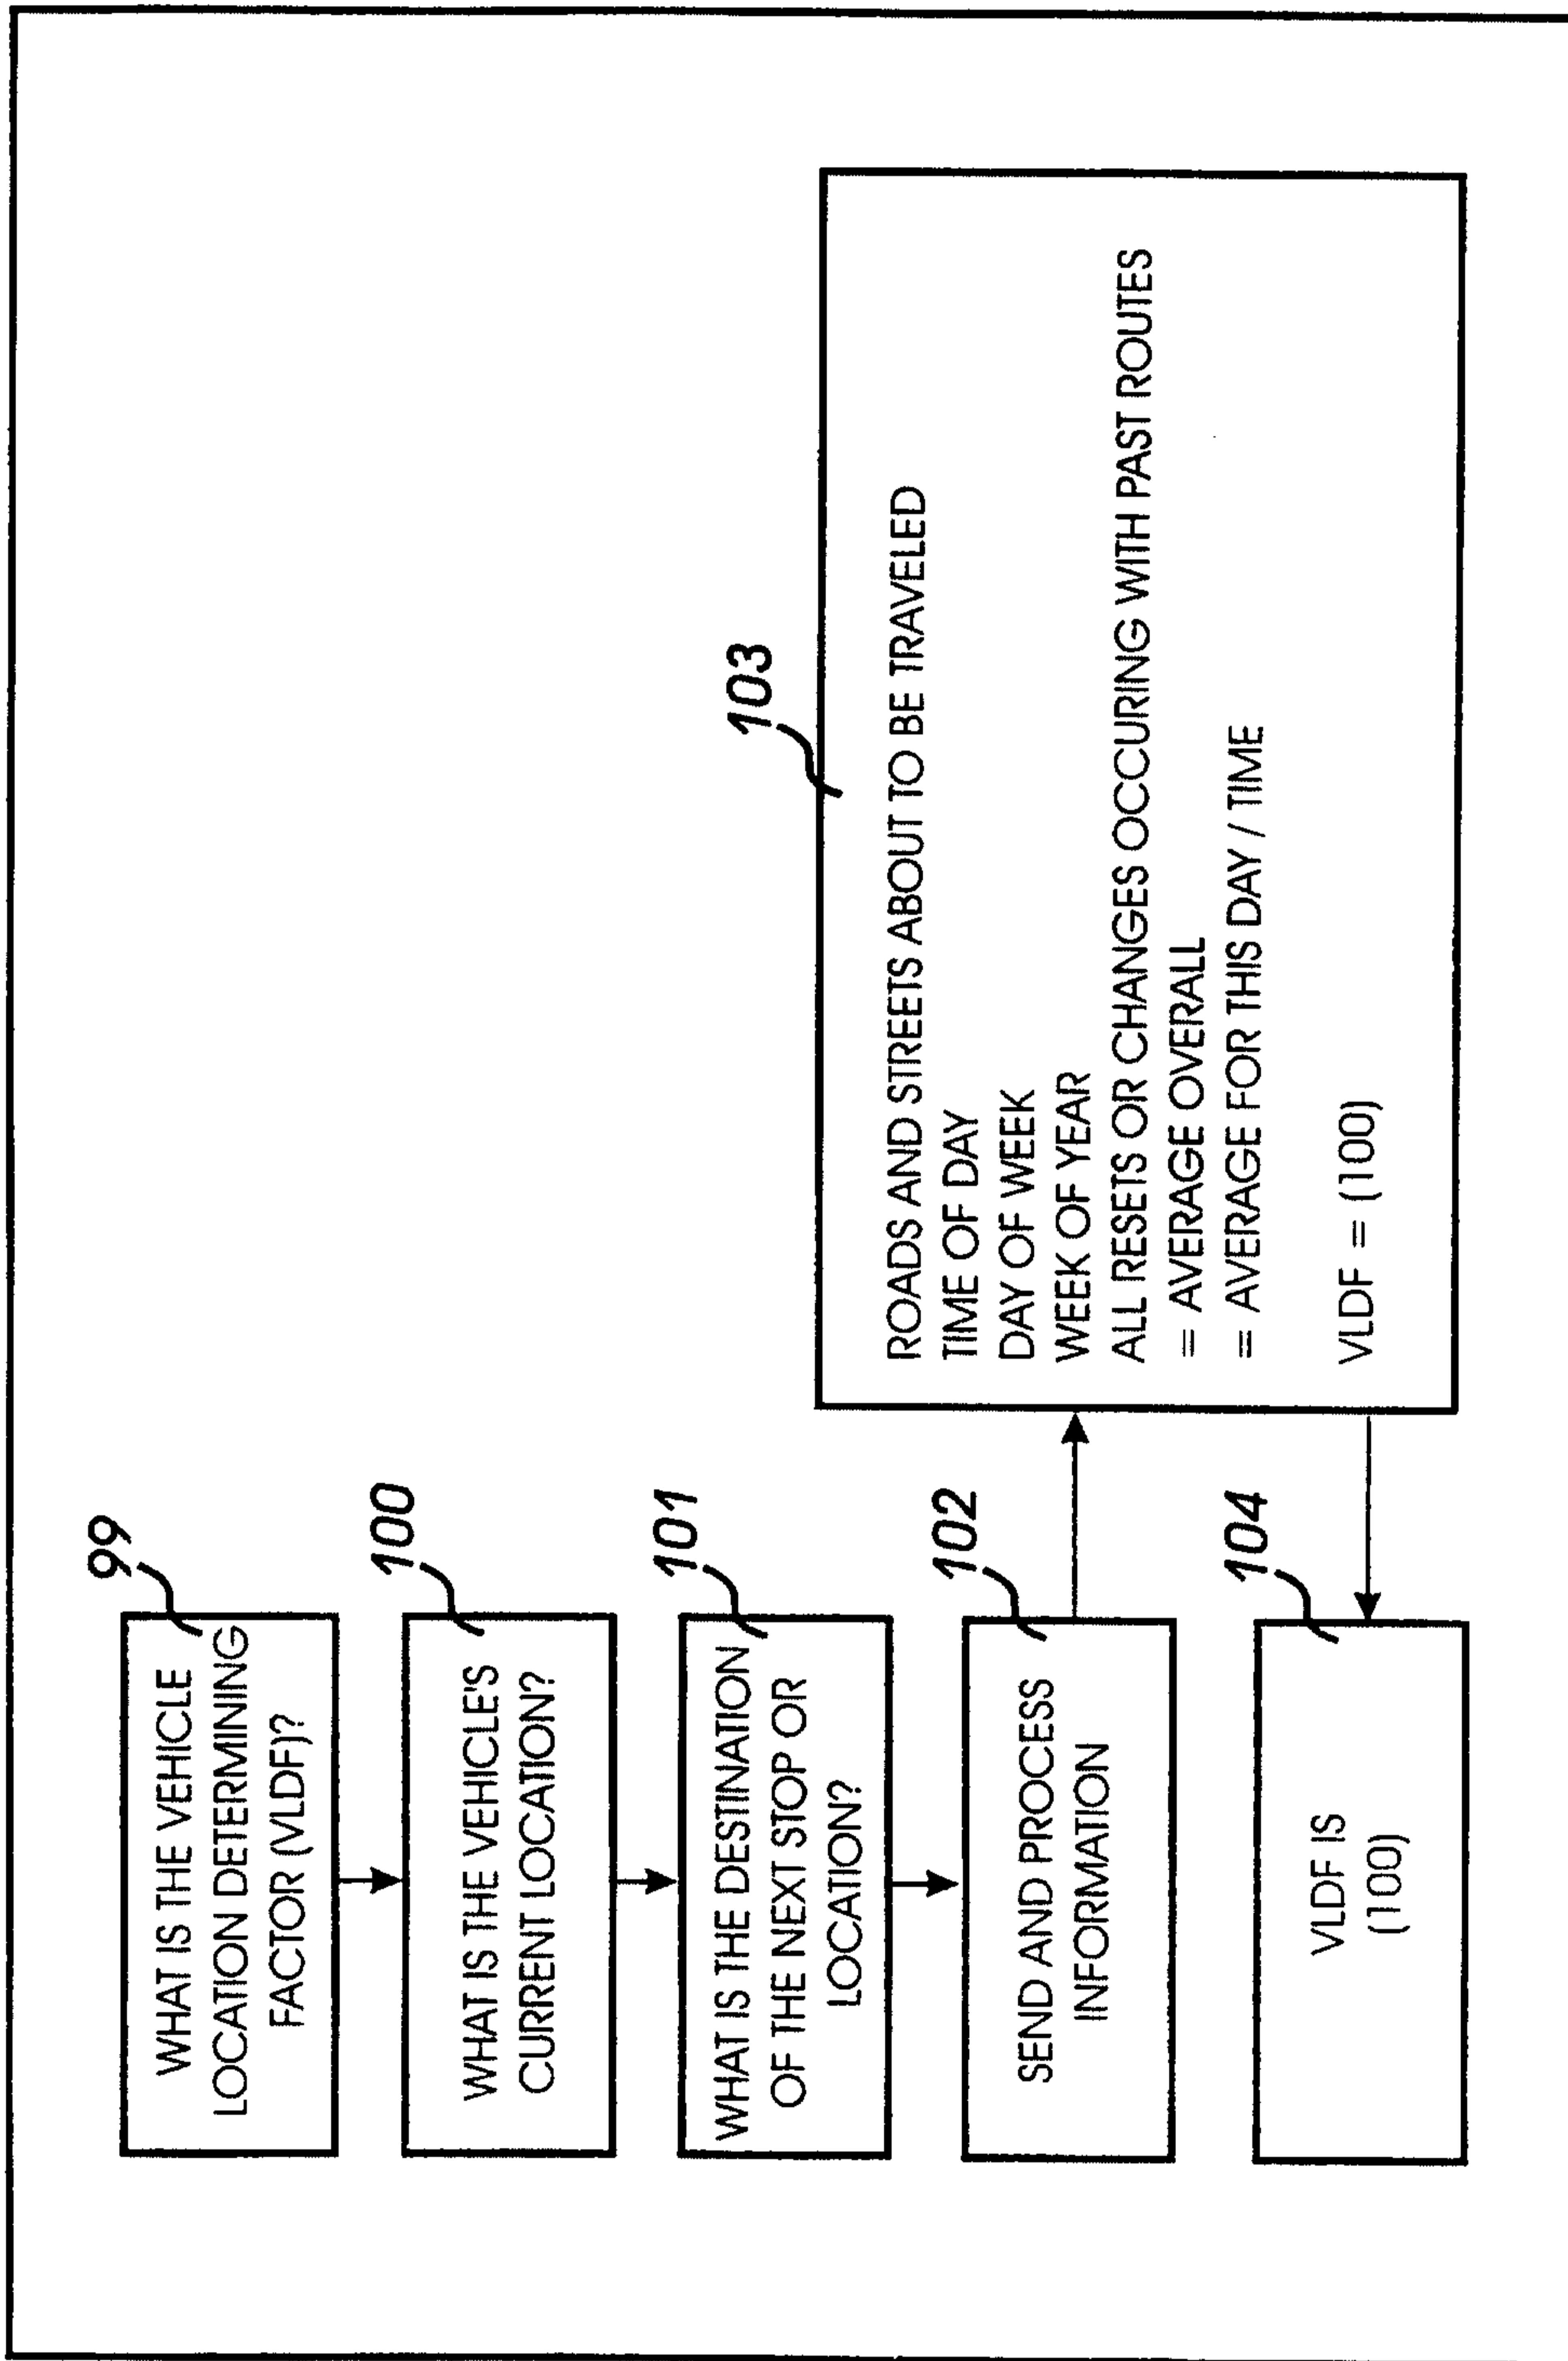 99
WHAT IS THE VEHICLE
LOCATION DETERMINING
FACTOR (VLDF)?
100
WHAT IS THE VEHICLE'S
CURRENT LOCATION?
101
WHAT IS THE DESTINATION
OF THE NEXT STOP OR
LOCATION?
102
SEND AND PROCESS
INFORMATION
103
ROADS AND STREETS ABOUT TO BE TRAVELED
TIME OF DAY
DAY OF WEEK
WEEK OF YEAR
ALL RESETS OR CHANGES OCCURING WITH PAST ROUTES
= AVERAGE OVERALL
= AVERAGE FOR THIS DAY / TIME
VLDF = (100)
104
VLDF IS
(100)